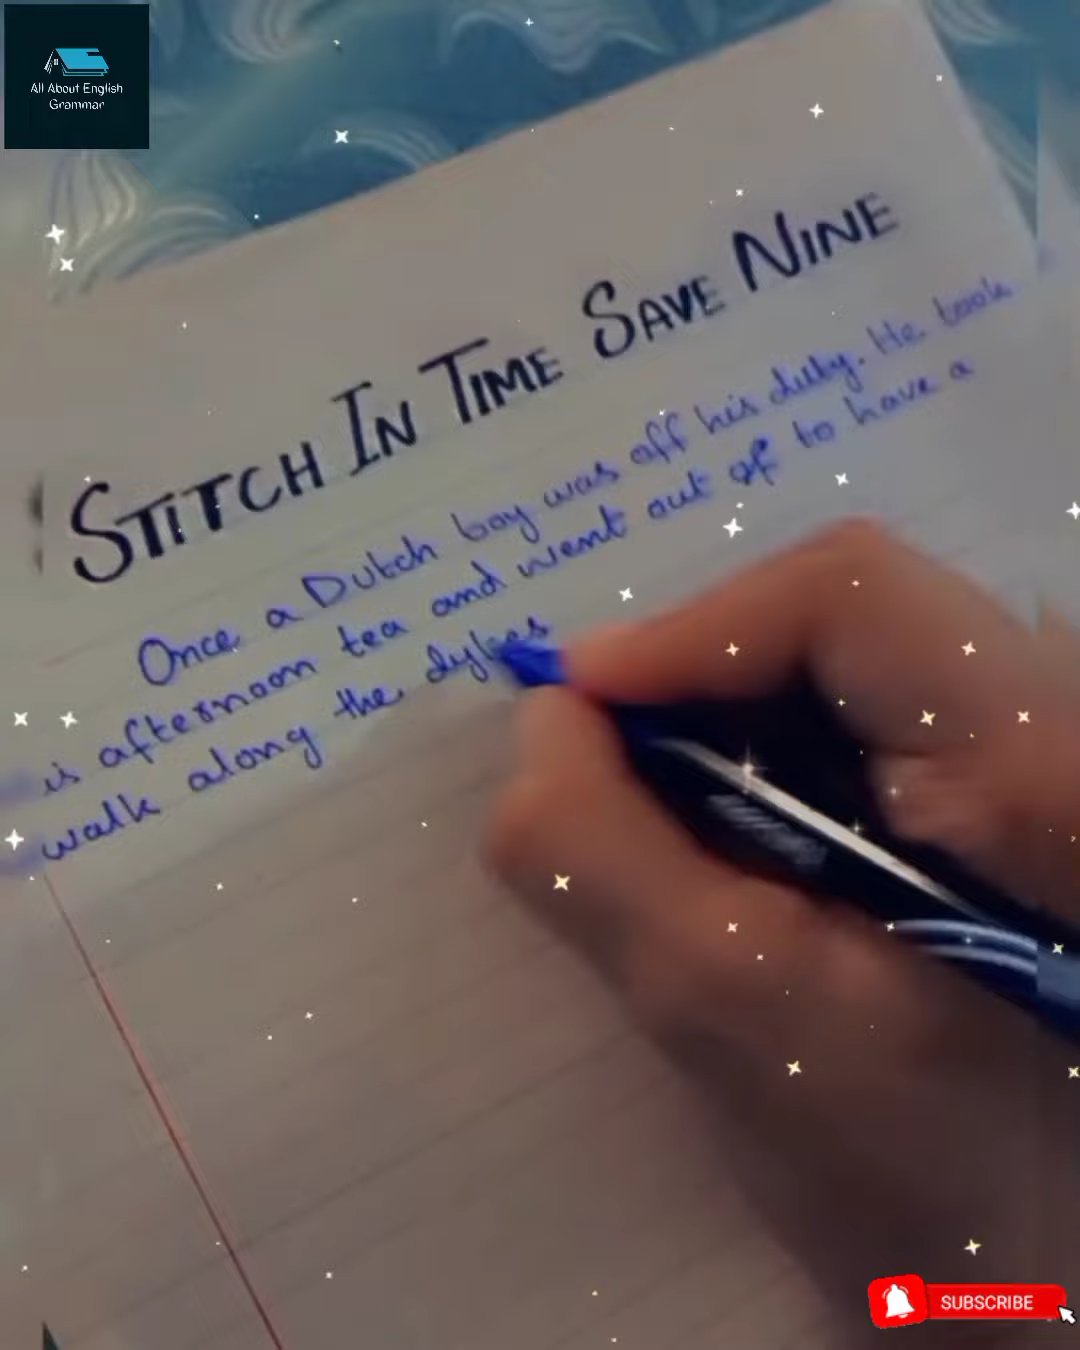 All About English
Grammar
STITCH IN TIME SAVE NINE
Once a Dutch boy was off his duty. He took
is afternoon tea and went out of to have a
walk along the dykes
SUBSCRIBE